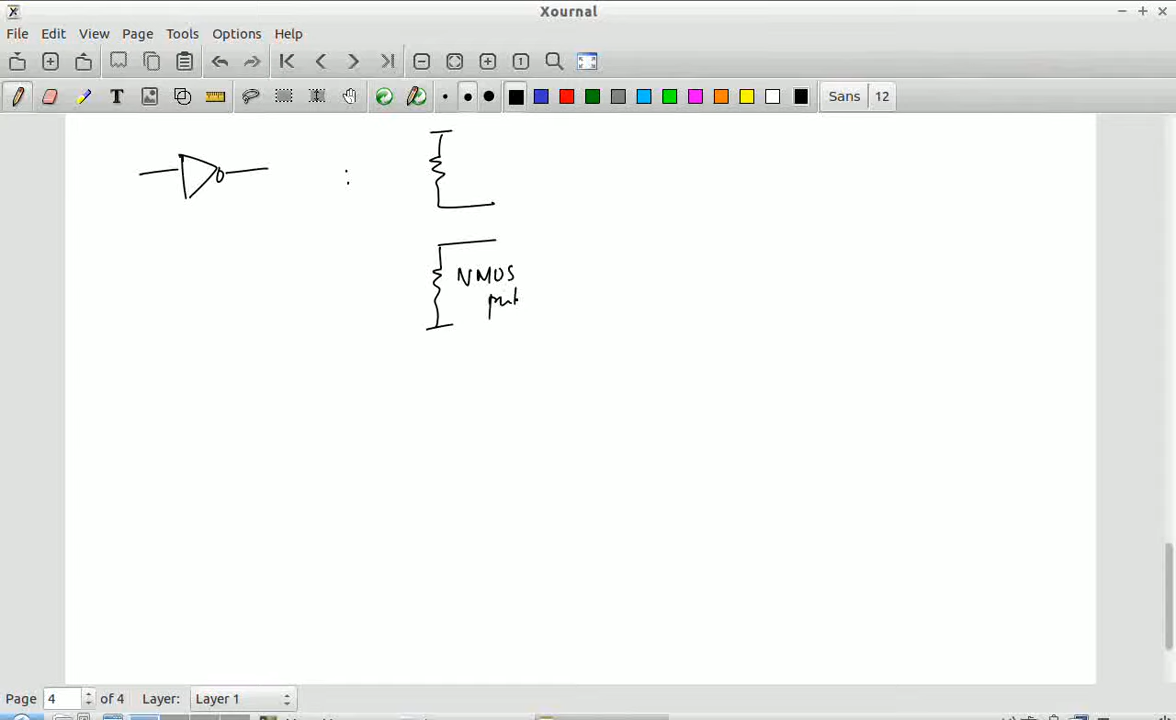 Xournal
File Edit View Page Tools Options Help
T Sans 12
:
NMOS
Page 4 of 4 Layer: Layer 1